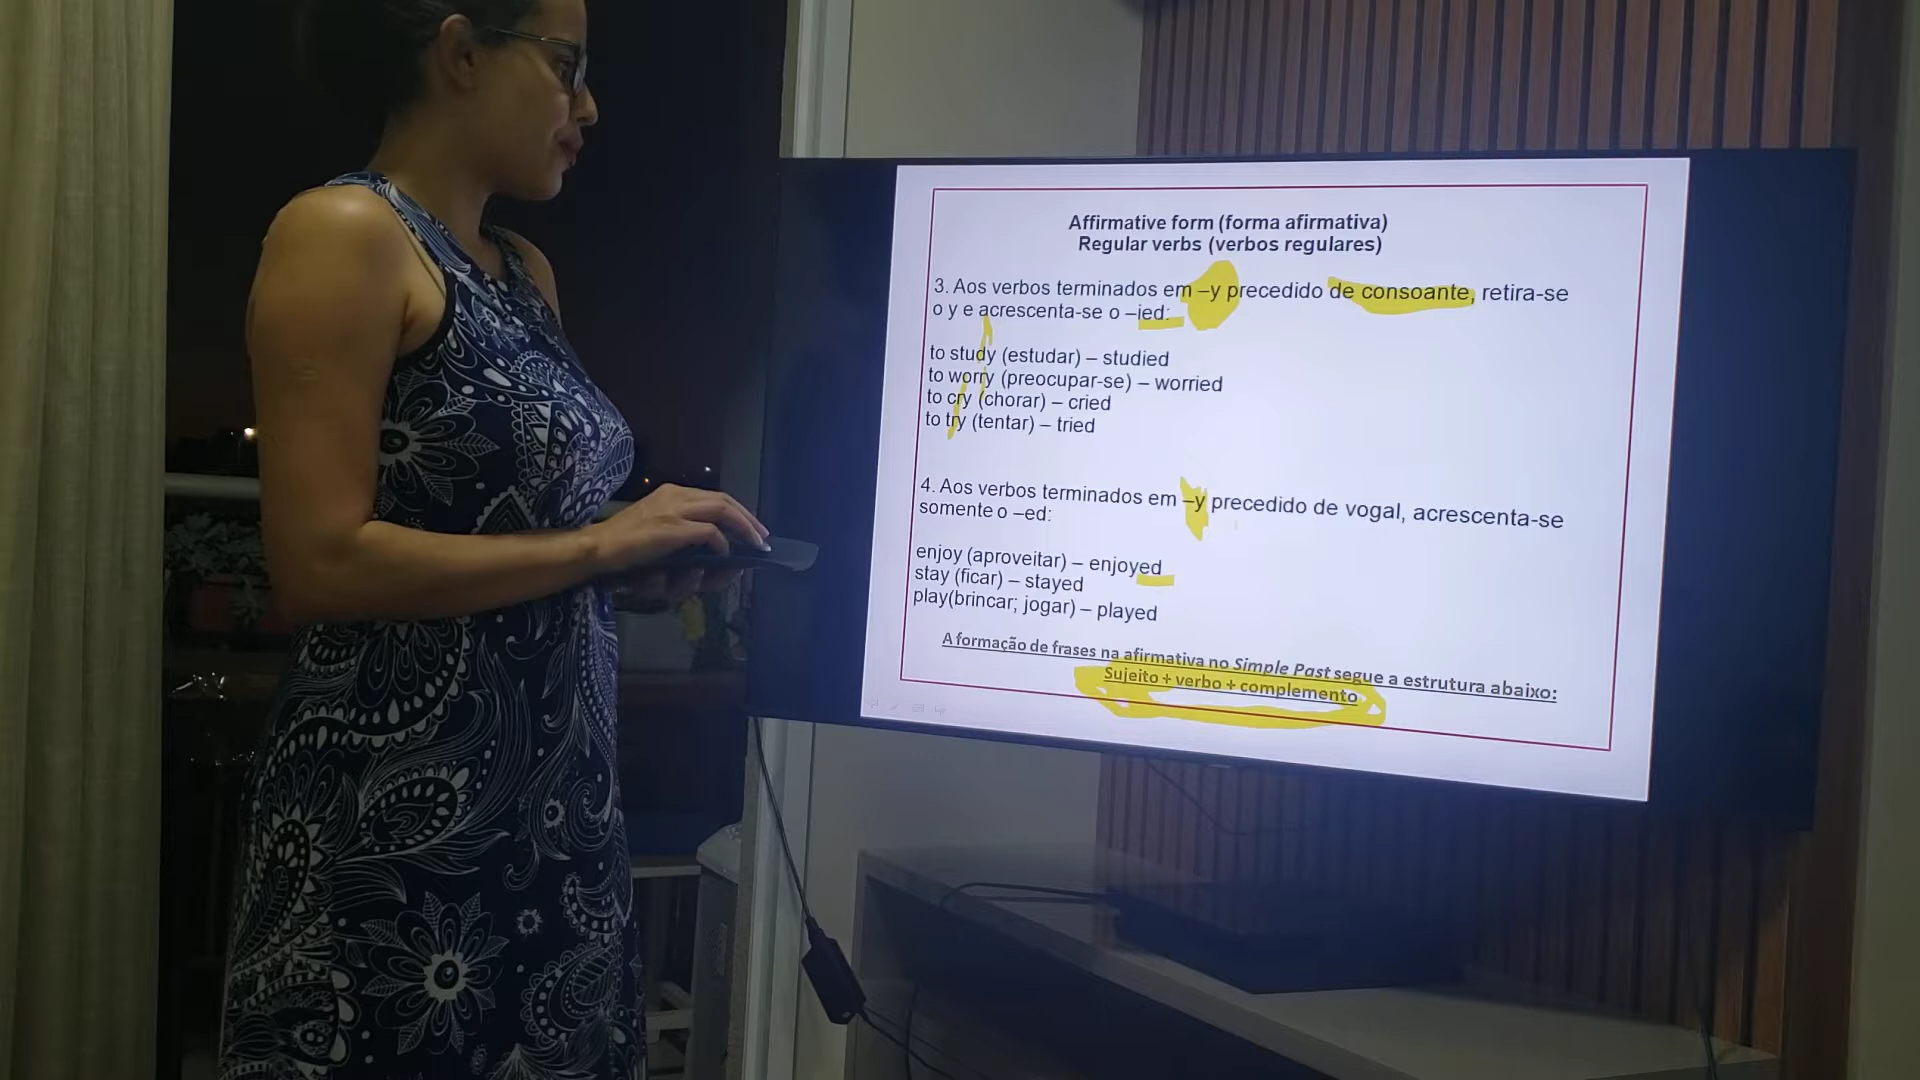 Affirmative form (forma afirmativa)
Regular verbs (verbos regulares)
3. Aos verbos terminados em –y precedido de consoante, retira-se
o y e acrescenta-se o –ied:
to study (estudar) – studied
to worry (preocupar-se) – worried
to cry (chorar) – cried
to try (tentar) – tried
4. Aos verbos terminados em –y precedido de vogal, acrescenta-se
somente o –ed:
enjoy (aproveitar) – enjoyed
stay (ficar) – stayed
play(brincar; jogar) – played
A formação de frases na afirmativa no Simple Past segue a estrutura abaixo:
Sujeito + verbo + complemento